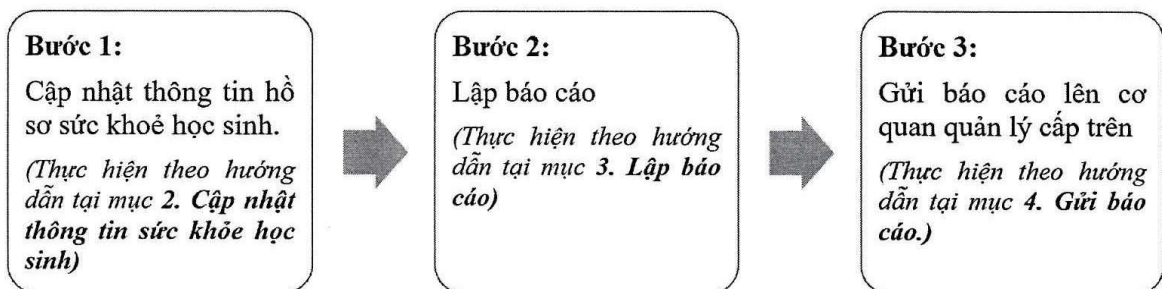 Bước 1:
Cập nhật thông tin hồ
sơ sức khoẻ học sinh.
(Thực hiện theo hướng
dẫn tại mục 2. Cập nhật
thông tin sức khỏe học
sinh)
Bước 2:
Lập báo cáo
(Thực hiện theo hướng
dẫn tại mục 3. Lập báo
cáo)
Bước 3:
Gửi báo cáo lên cơ
quan quản lý cấp trên
(Thực hiện theo hướng
dẫn tại mục 4. Gửi báo
cáo.)